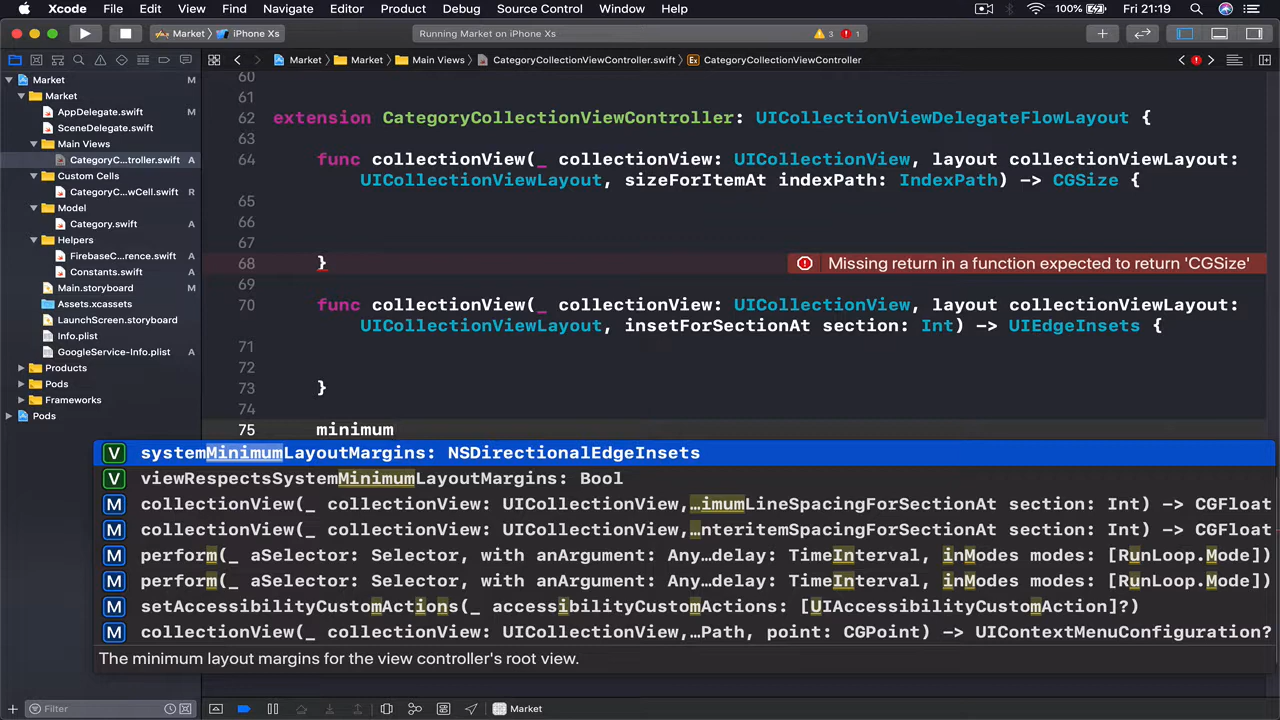 Xcode File Edit View Find Navigate Editor Product Debug Source Control Window Help 100% Fri 21:19
Market iPhone Xs Running Market on iPhone Xs 3 1
Market Market Main Views CategoryCollectionViewController.swift Ex CategoryCollectionViewController
Market M
Market
AppDelegate.swift M
SceneDelegate.swift
Main Views
CategoryC...troller.swift A
Custom Cells
CategoryC...wCell.swift R
Model
Category.swift A
Helpers
FirebaseC...rence.swift A
Constants.swift A
Main.storyboard A
Assets.xcassets
LaunchScreen.storyboard
Info.plist
GoogleService-Info.plist A
Products
Pods
Frameworks
Pods
60
61
62 extension CategoryCollectionViewController: UICollectionViewDelegateFlowLayout {
63
64 func collectionView(_ collectionView: UICollectionView, layout collectionViewLayout:
UICollectionViewLayout, sizeForItemAt indexPath: IndexPath) -> CGSize {
65
66
67
68 } Missing return in a function expected to return 'CGSize'
69
70 func collectionView(_ collectionView: UICollectionView, layout collectionViewLayout:
UICollectionViewLayout, insetForSectionAt section: Int) -> UIEdgeInsets {
71
72
73 }
74
75 minimum
V systemMinimumLayoutMargins: NSDirectionalEdgeInsets
V viewRespectsSystemMinimumLayoutMargins: Bool
M collectionView(_ collectionView: UICollectionView,…imumLineSpacingForSectionAt section: Int) -> CGFloat
M collectionView(_ collectionView: UICollectionView,…nteritemSpacingForSectionAt section: Int) -> CGFloat
M perform(_ aSelector: Selector, with anArgument: Any…delay: TimeInterval, inModes modes: [RunLoop.Mode])
M perform(_ aSelector: Selector, with anArgument: Any…delay: TimeInterval, inModes modes: [RunLoop.Mode])
M setAccessibilityCustomActions(_ accessibilityCustomActions: [UIAccessibilityCustomAction]?)
M collectionView(_ collectionView: UICollectionView,…Path, point: CGPoint) -> UIContextMenuConfiguration?
The minimum layout margins for the view controller's root view.
Filter Market